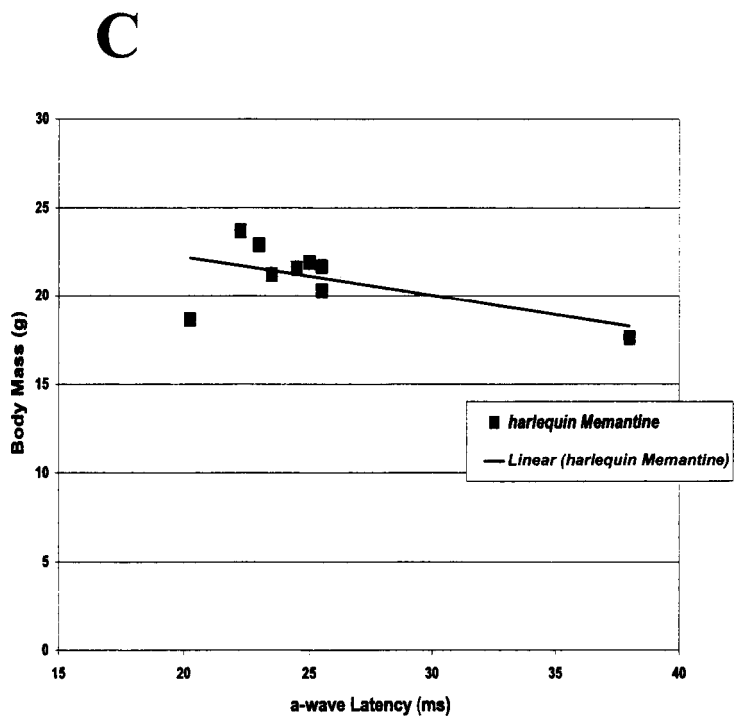 C
30
25
20
15
10
5
0
Body Mass (g)
harlequin Memantine
Linear (harlequin Memantine)
15 20 25 30 35 40
a-wave Latency (ms)